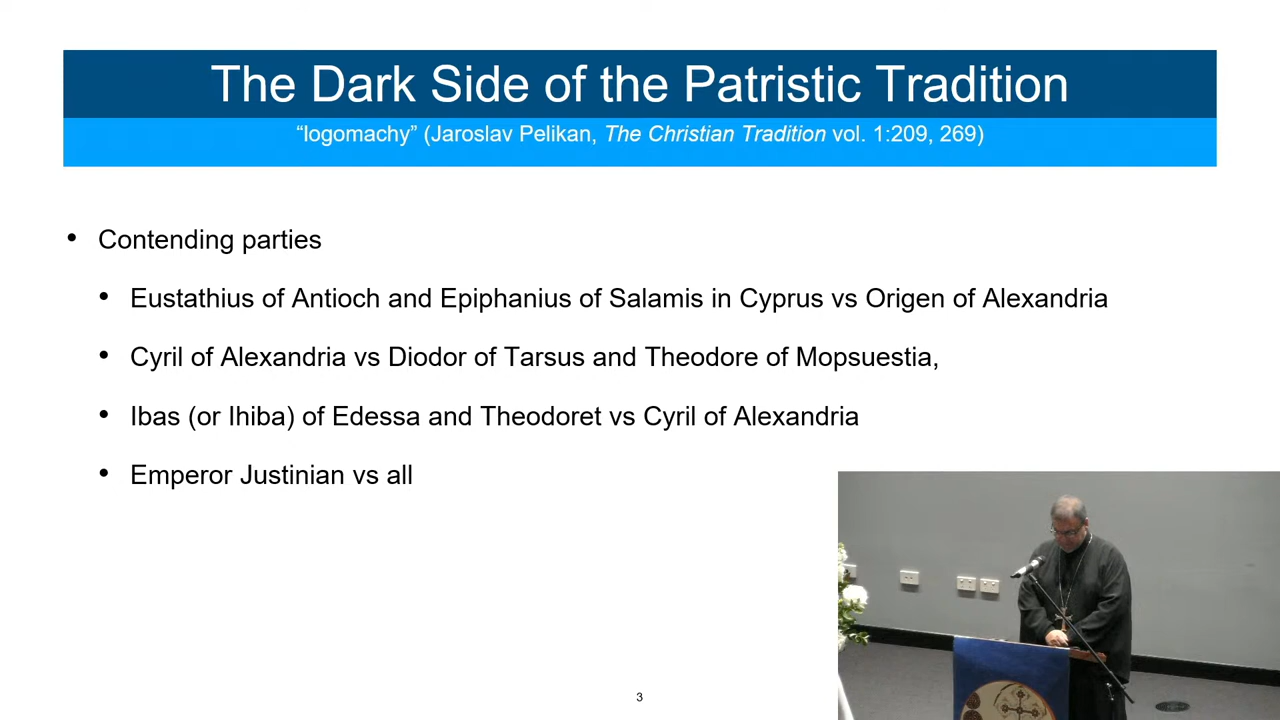 The Dark Side of the Patristic Tradition
“logomachy” (Jaroslav Pelikan, The Christian Tradition vol. 1:209, 269)
• Contending parties
• Eustathius of Antioch and Epiphanius of Salamis in Cyprus vs Origen of Alexandria
• Cyril of Alexandria vs Diodor of Tarsus and Theodore of Mopsuestia,
• Ibas (or Ihiba) of Edessa and Theodoret vs Cyril of Alexandria
• Emperor Justinian vs all
3